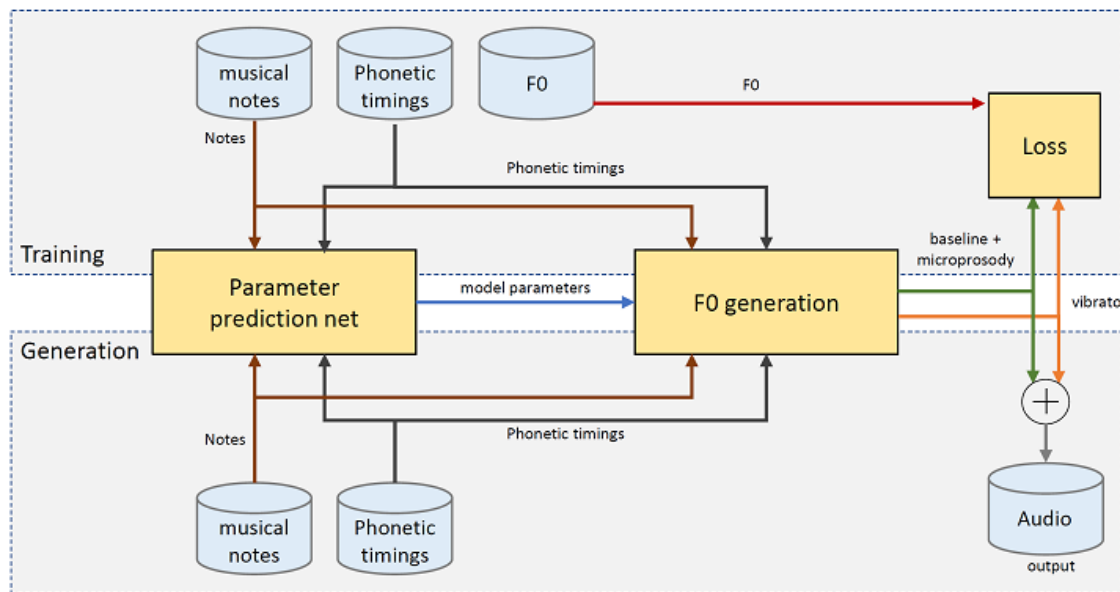 musical
notes
Phonetic
timings
F0
F0
Notes
Phonetic timings
Loss
Training
baseline +
microprosody
Parameter
prediction net
model parameters
F0 generation
vibrato
Generation
Notes
Phonetic timings
musical
notes
Phonetic
timings
Audio
output